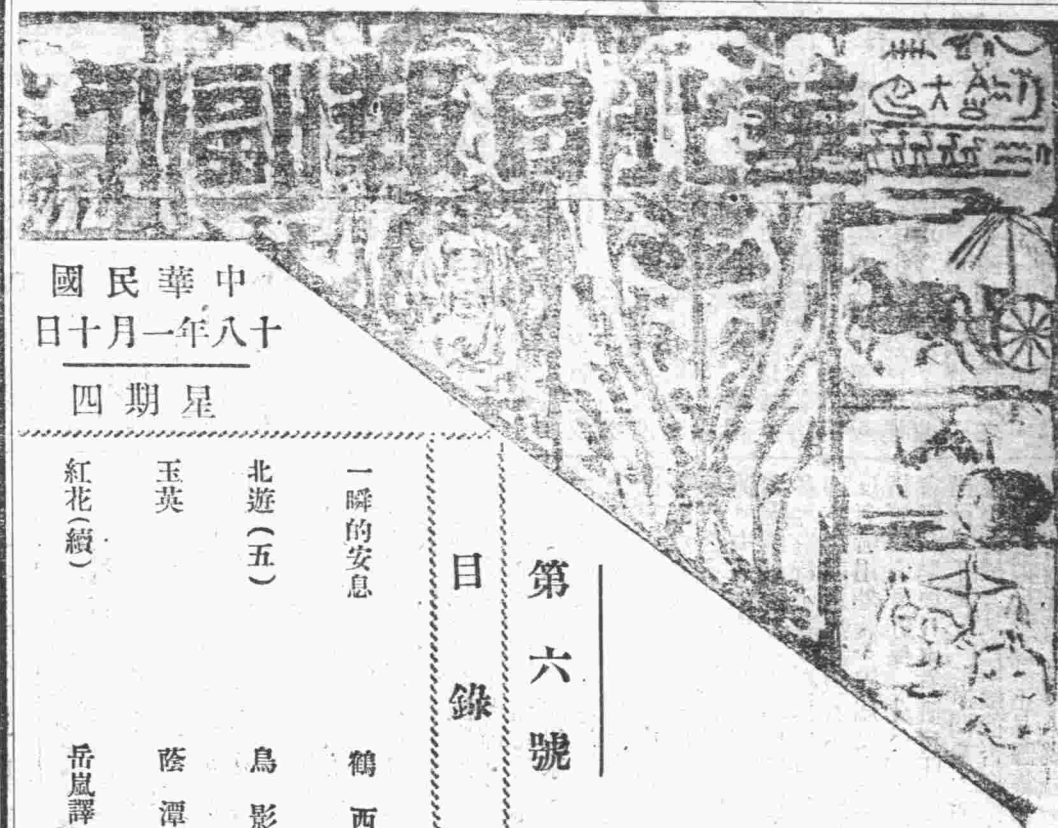 中華民國
十八年一月十日
星期四
第六號
目錄
一瞬的安息 鶴西
北遊(五) 鳥影
玉英 蔭潭
紅花(續) 岳嵐譯